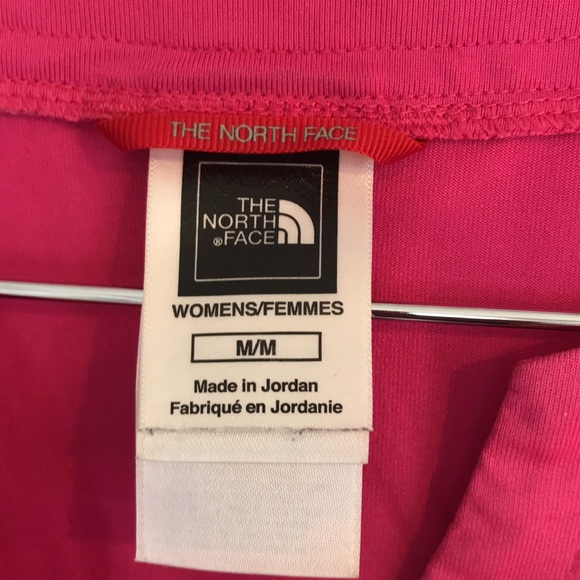 THE NORTH FACE
THE
NORTH
®FACE
WOMENS/FEMMES
M/M
Made in Jordan
Fabriqué en Jordanie